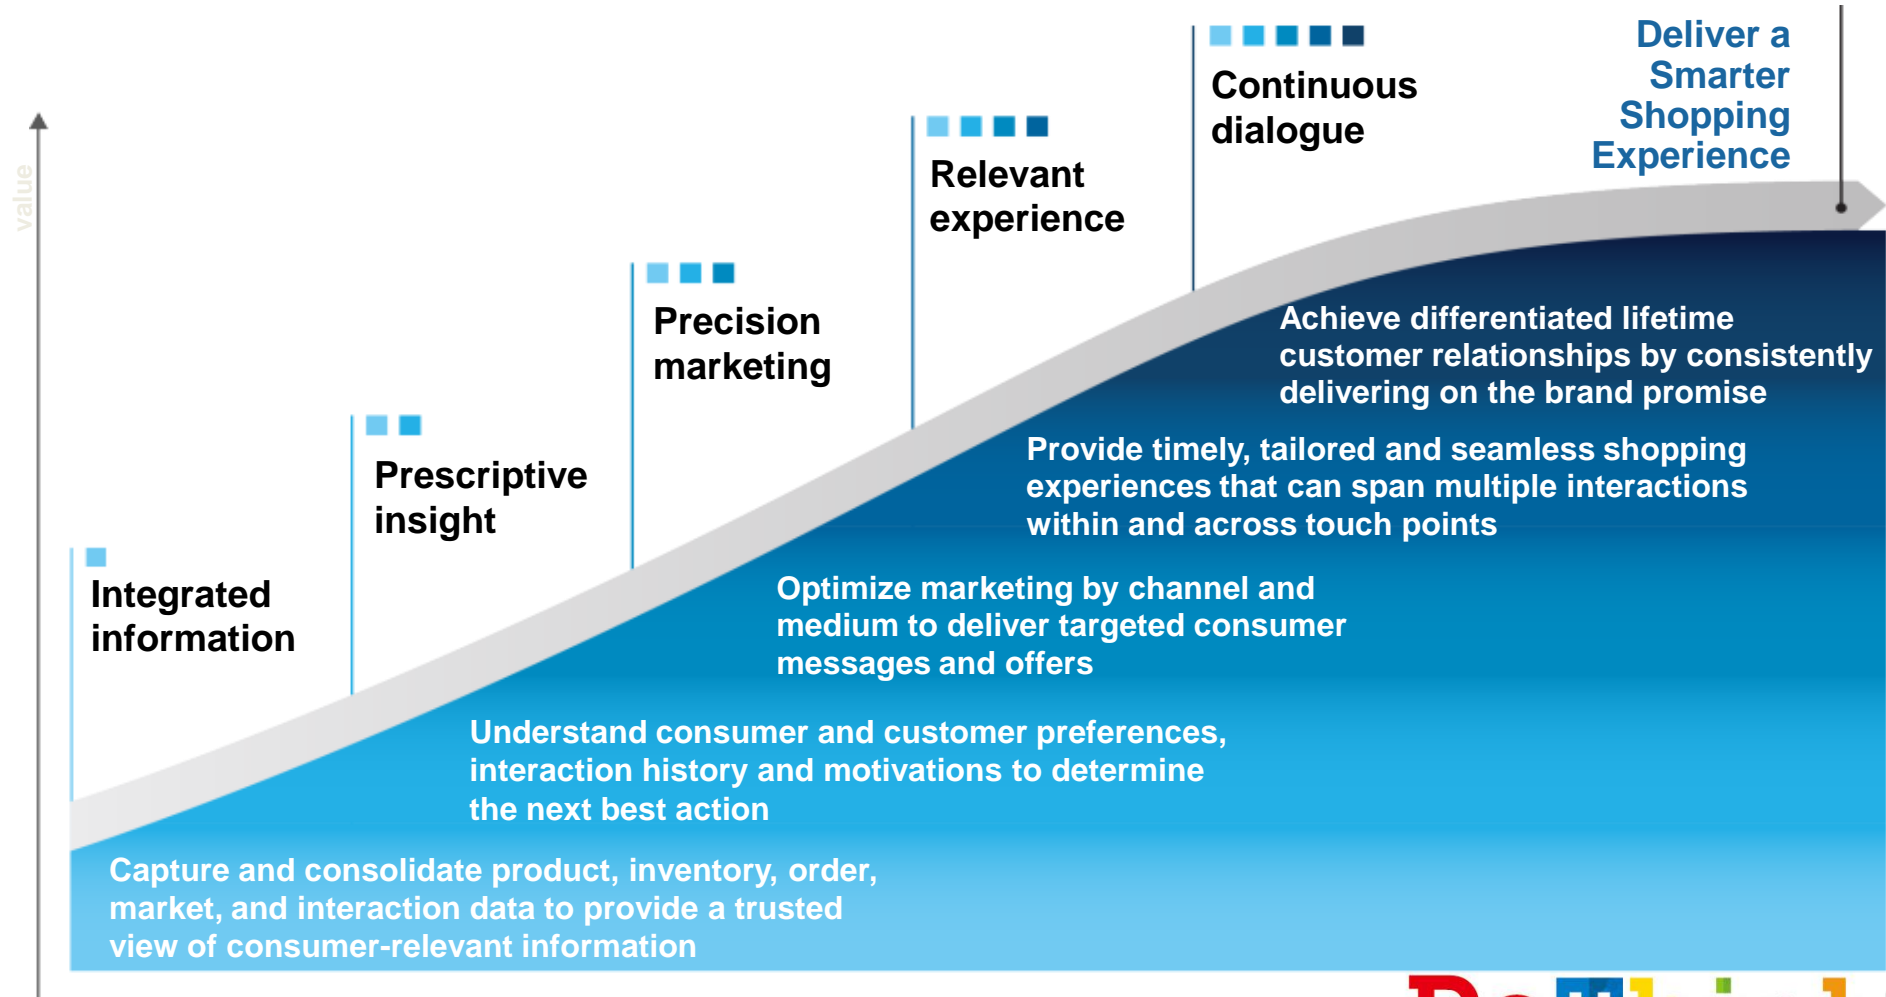 Deliver a
Smarter
Shopping
Experience
Continuous
dialogue
Relevant
experience
value
Precision
marketing
Achieve differentiated lifetime
customer relationships by consistently
delivering on the brand promise
Prescriptive
insight
Provide timely, tailored and seamless shopping
experiences that can span multiple interactions
within and across touch points
Integrated
information
Optimize marketing by channel and
medium to deliver targeted consumer
messages and offers
Understand consumer and customer preferences,
interaction history and motivations to determine
the next best action
Capture and consolidate product, inventory, order,
market, and interaction data to provide a trusted
view of consumer-relevant information